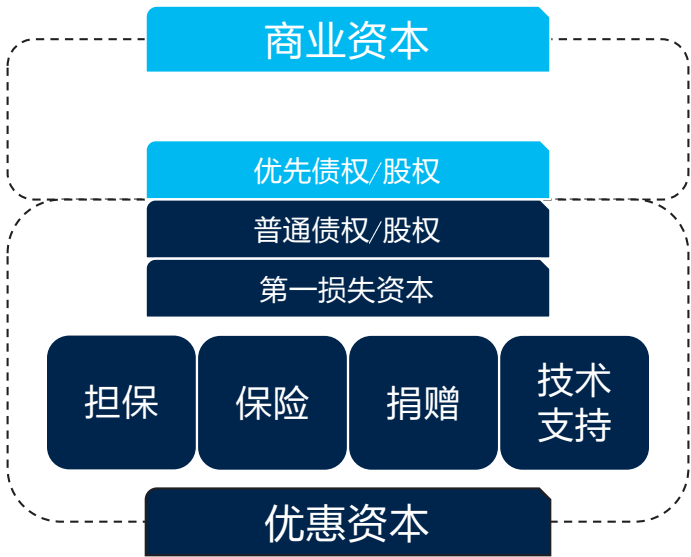 商业资本
优先债权/股权
普通债权/股权
第一损失资本
担保
保险
捐赠
技术
支持
优惠资本